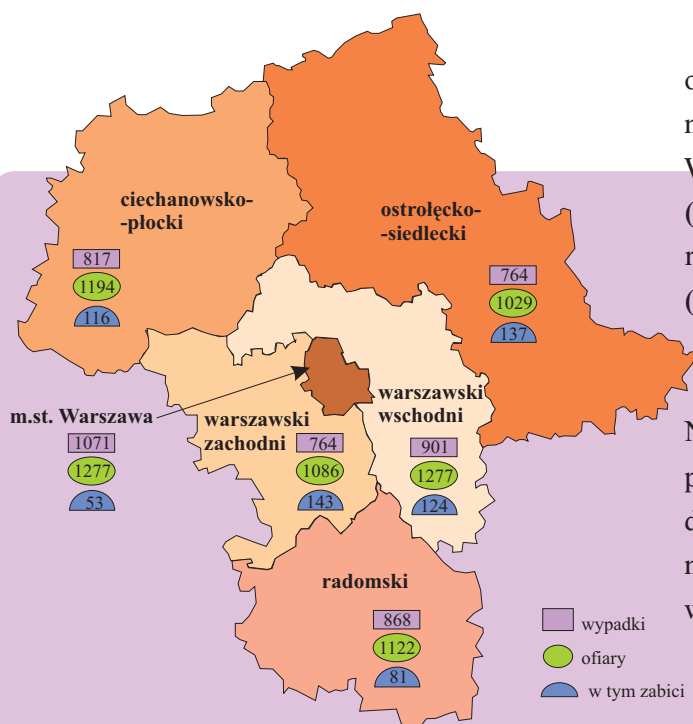 ciechanowsko-
-płocki
817
1194
116
ostrołęcko-
-siedlecki
764
1029
137
m.st. Warszawa
1071
1277
53
warszawski
zachodni
764
1086
143
warszawski
wschodni
901
1277
124
radomski
868
1122
81
wypadki
ofiary
w tym zabici
o
n
W
(
r
(
N
p
d
n
w